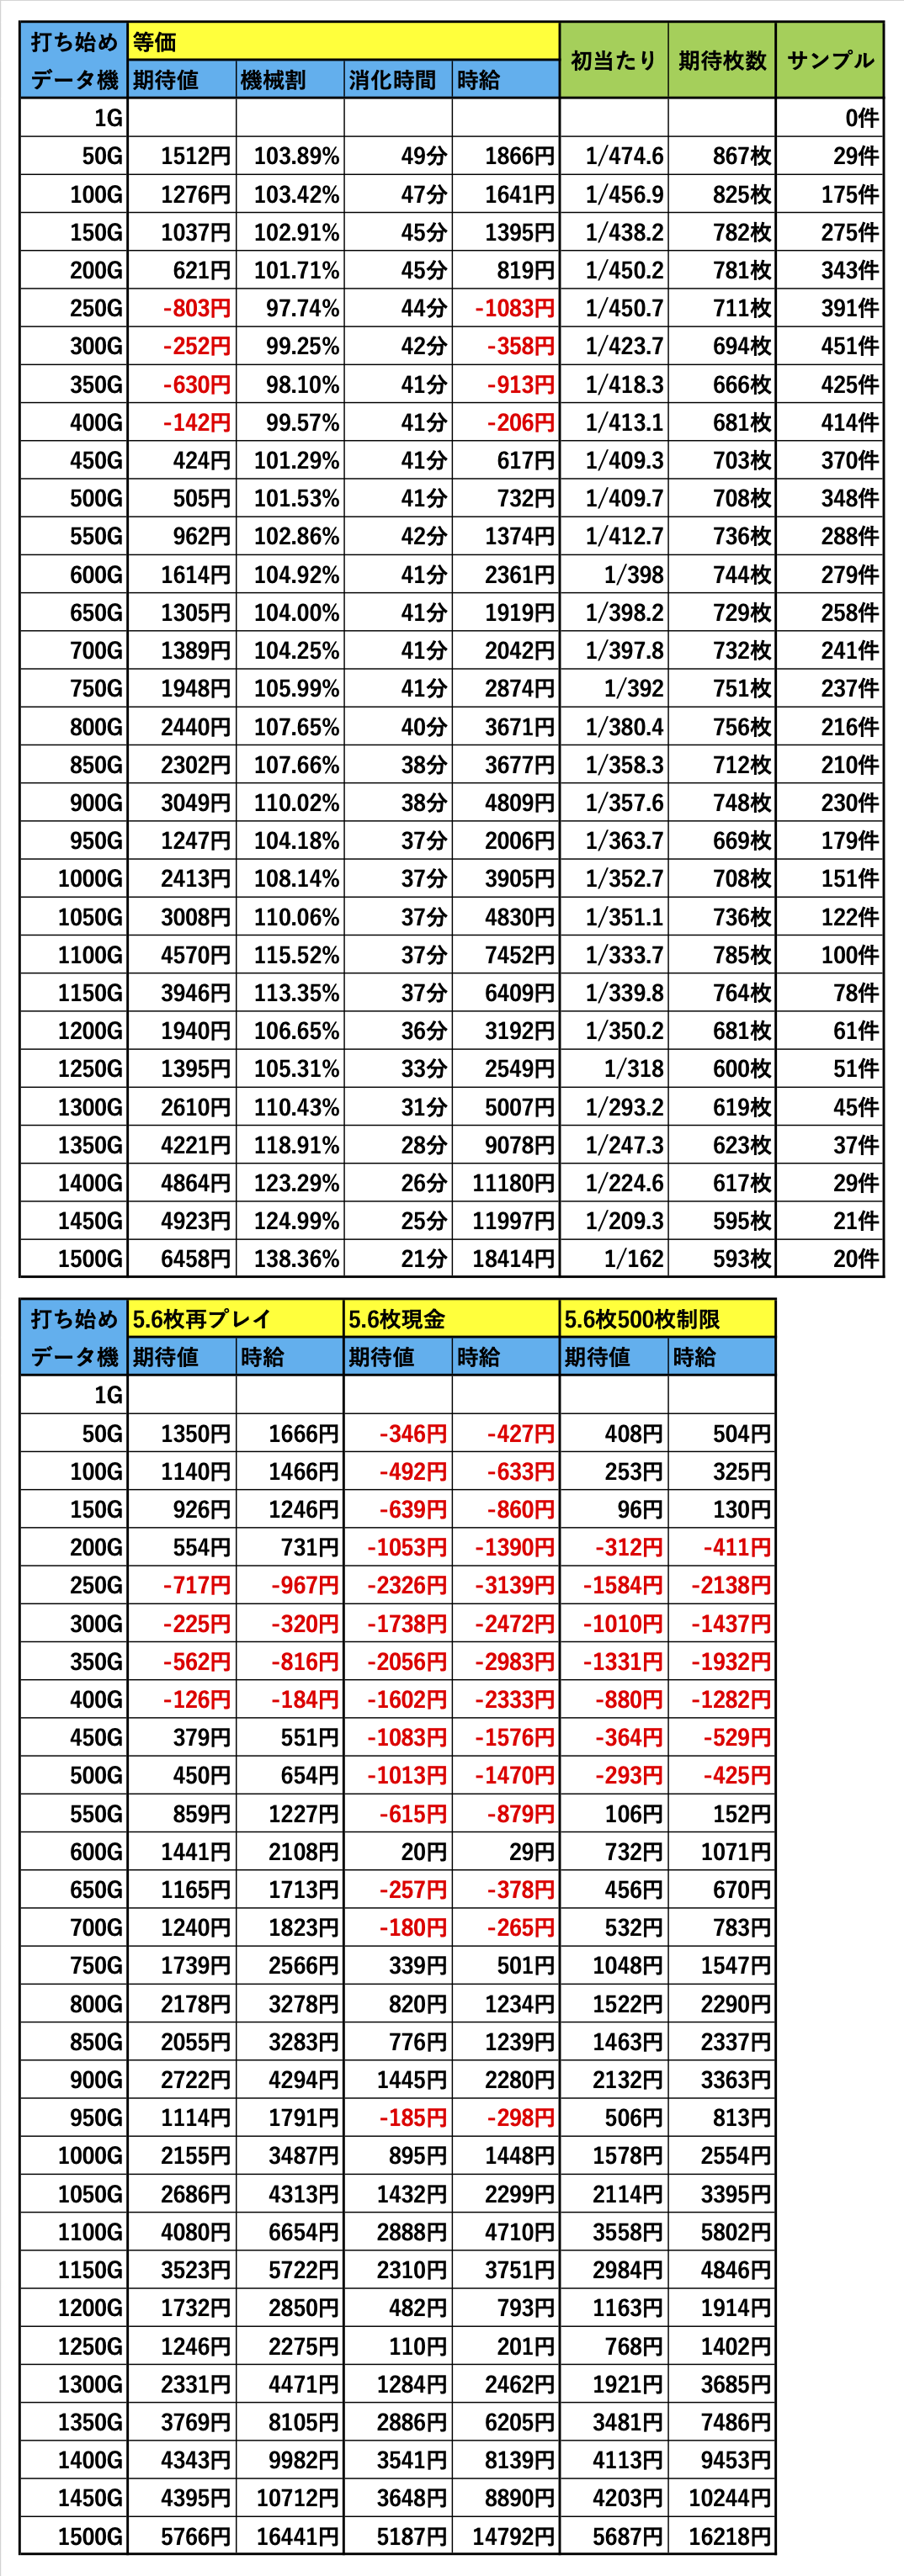 打ち始め 等価 初当たり 期待枚数 サンプル
データ機 期待値 機械割 消化時間 時給
1G 0件
50G 1512円 103.89% 49分 1866円 1/474.6 867枚 29件
100G 1276円 103.42% 47分 1641円 1/456.9 825枚 175件
150G 1037円 102.91% 45分 1395円 1/438.2 782枚 275件
200G 621円 101.71% 45分 819円 1/450.2 781枚 343件
250G -803円 97.74% 44分 -1083円 1/450.7 711枚 391件
300G -252円 99.25% 42分 -358円 1/423.7 694枚 451件
350G -630円 98.10% 41分 -913円 1/418.3 666枚 425件
400G -142円 99.57% 41分 -206円 1/413.1 681枚 414件
450G 424円 101.29% 41分 617円 1/409.3 703枚 370件
500G 505円 101.53% 41分 732円 1/409.7 708枚 348件
550G 962円 102.86% 42分 1374円 1/412.7 736枚 288件
600G 1614円 104.92% 41分 2361円 1/398 744枚 279件
650G 1305円 104.00% 41分 1919円 1/398.2 729枚 258件
700G 1389円 104.25% 41分 2042円 1/397.8 732枚 241件
750G 1948円 105.99% 41分 2874円 1/392 751枚 237件
800G 2440円 107.65% 40分 3671円 1/380.4 756枚 216件
850G 2302円 107.66% 38分 3677円 1/358.3 712枚 210件
900G 3049円 110.02% 38分 4809円 1/357.6 748枚 230件
950G 1247円 104.18% 37分 2006円 1/363.7 669枚 179件
1000G 2413円 108.14% 37分 3905円 1/352.7 708枚 151件
1050G 3008円 110.06% 37分 4830円 1/351.1 736枚 122件
1100G 4570円 115.52% 37分 7452円 1/333.7 785枚 100件
1150G 3946円 113.35% 37分 6409円 1/339.8 764枚 78件
1200G 1940円 106.65% 36分 3192円 1/350.2 681枚 61件
1250G 1395円 105.31% 33分 2549円 1/318 600枚 51件
1300G 2610円 110.43% 31分 5007円 1/293.2 619枚 45件
1350G 4221円 118.91% 28分 9078円 1/247.3 623枚 37件
1400G 4864円 123.29% 26分 11180円 1/224.6 617枚 29件
1450G 4923円 124.99% 25分 11997円 1/209.3 595枚 21件
1500G 6458円 138.36% 21分 18414円 1/162 593枚 20件
打ち始め 5.6枚再プレイ 5.6枚現金 5.6枚500枚制限
データ機 期待値 時給 期待値 時給 期待値 時給
1G
50G 1350円 1666円 -346円 -427円 408円 504円
100G 1140円 1466円 -492円 -633円 253円 325円
150G 926円 1246円 -639円 -860円 96円 130円
200G 554円 731円 -1053円 -1390円 -312円 -411円
250G -717円 -967円 -2326円 -3139円 -1584円 -2138円
300G -225円 -320円 -1738円 -2472円 -1010円 -1437円
350G -562円 -816円 -2056円 -2983円 -1331円 -1932円
400G -126円 -184円 -1602円 -2333円 -880円 -1282円
450G 379円 551円 -1083円 -1576円 -364円 -529円
500G 450円 654円 -1013円 -1470円 -293円 -425円
550G 859円 1227円 -615円 -879円 106円 152円
600G 1441円 2108円 20円 29円 732円 1071円
650G 1165円 1713円 -257円 -378円 456円 670円
700G 1240円 1823円 -180円 -265円 532円 783円
750G 1739円 2566円 339円 501円 1048円 1547円
800G 2178円 3278円 820円 1234円 1522円 2290円
850G 2055円 3283円 776円 1239円 1463円 2337円
900G 2722円 4294円 1445円 2280円 2132円 3363円
950G 1114円 1791円 -185円 -298円 506円 813円
1000G 2155円 3487円 895円 1448円 1578円 2554円
1050G 2686円 4313円 1432円 2299円 2114円 3395円
1100G 4080円 6654円 2888円 4710円 3558円 5802円
1150G 3523円 5722円 2310円 3751円 2984円 4846円
1200G 1732円 2850円 482円 793円 1163円 1914円
1250G 1246円 2275円 110円 201円 768円 1402円
1300G 2331円 4471円 1284円 2462円 1921円 3685円
1350G 3769円 8105円 2886円 6205円 3481円 7486円
1400G 4343円 9982円 3541円 8139円 4113円 9453円
1450G 4395円 10712円 3648円 8890円 4203円 10244円
1500G 5766円 16441円 5187円 14792円 5687円 16218円